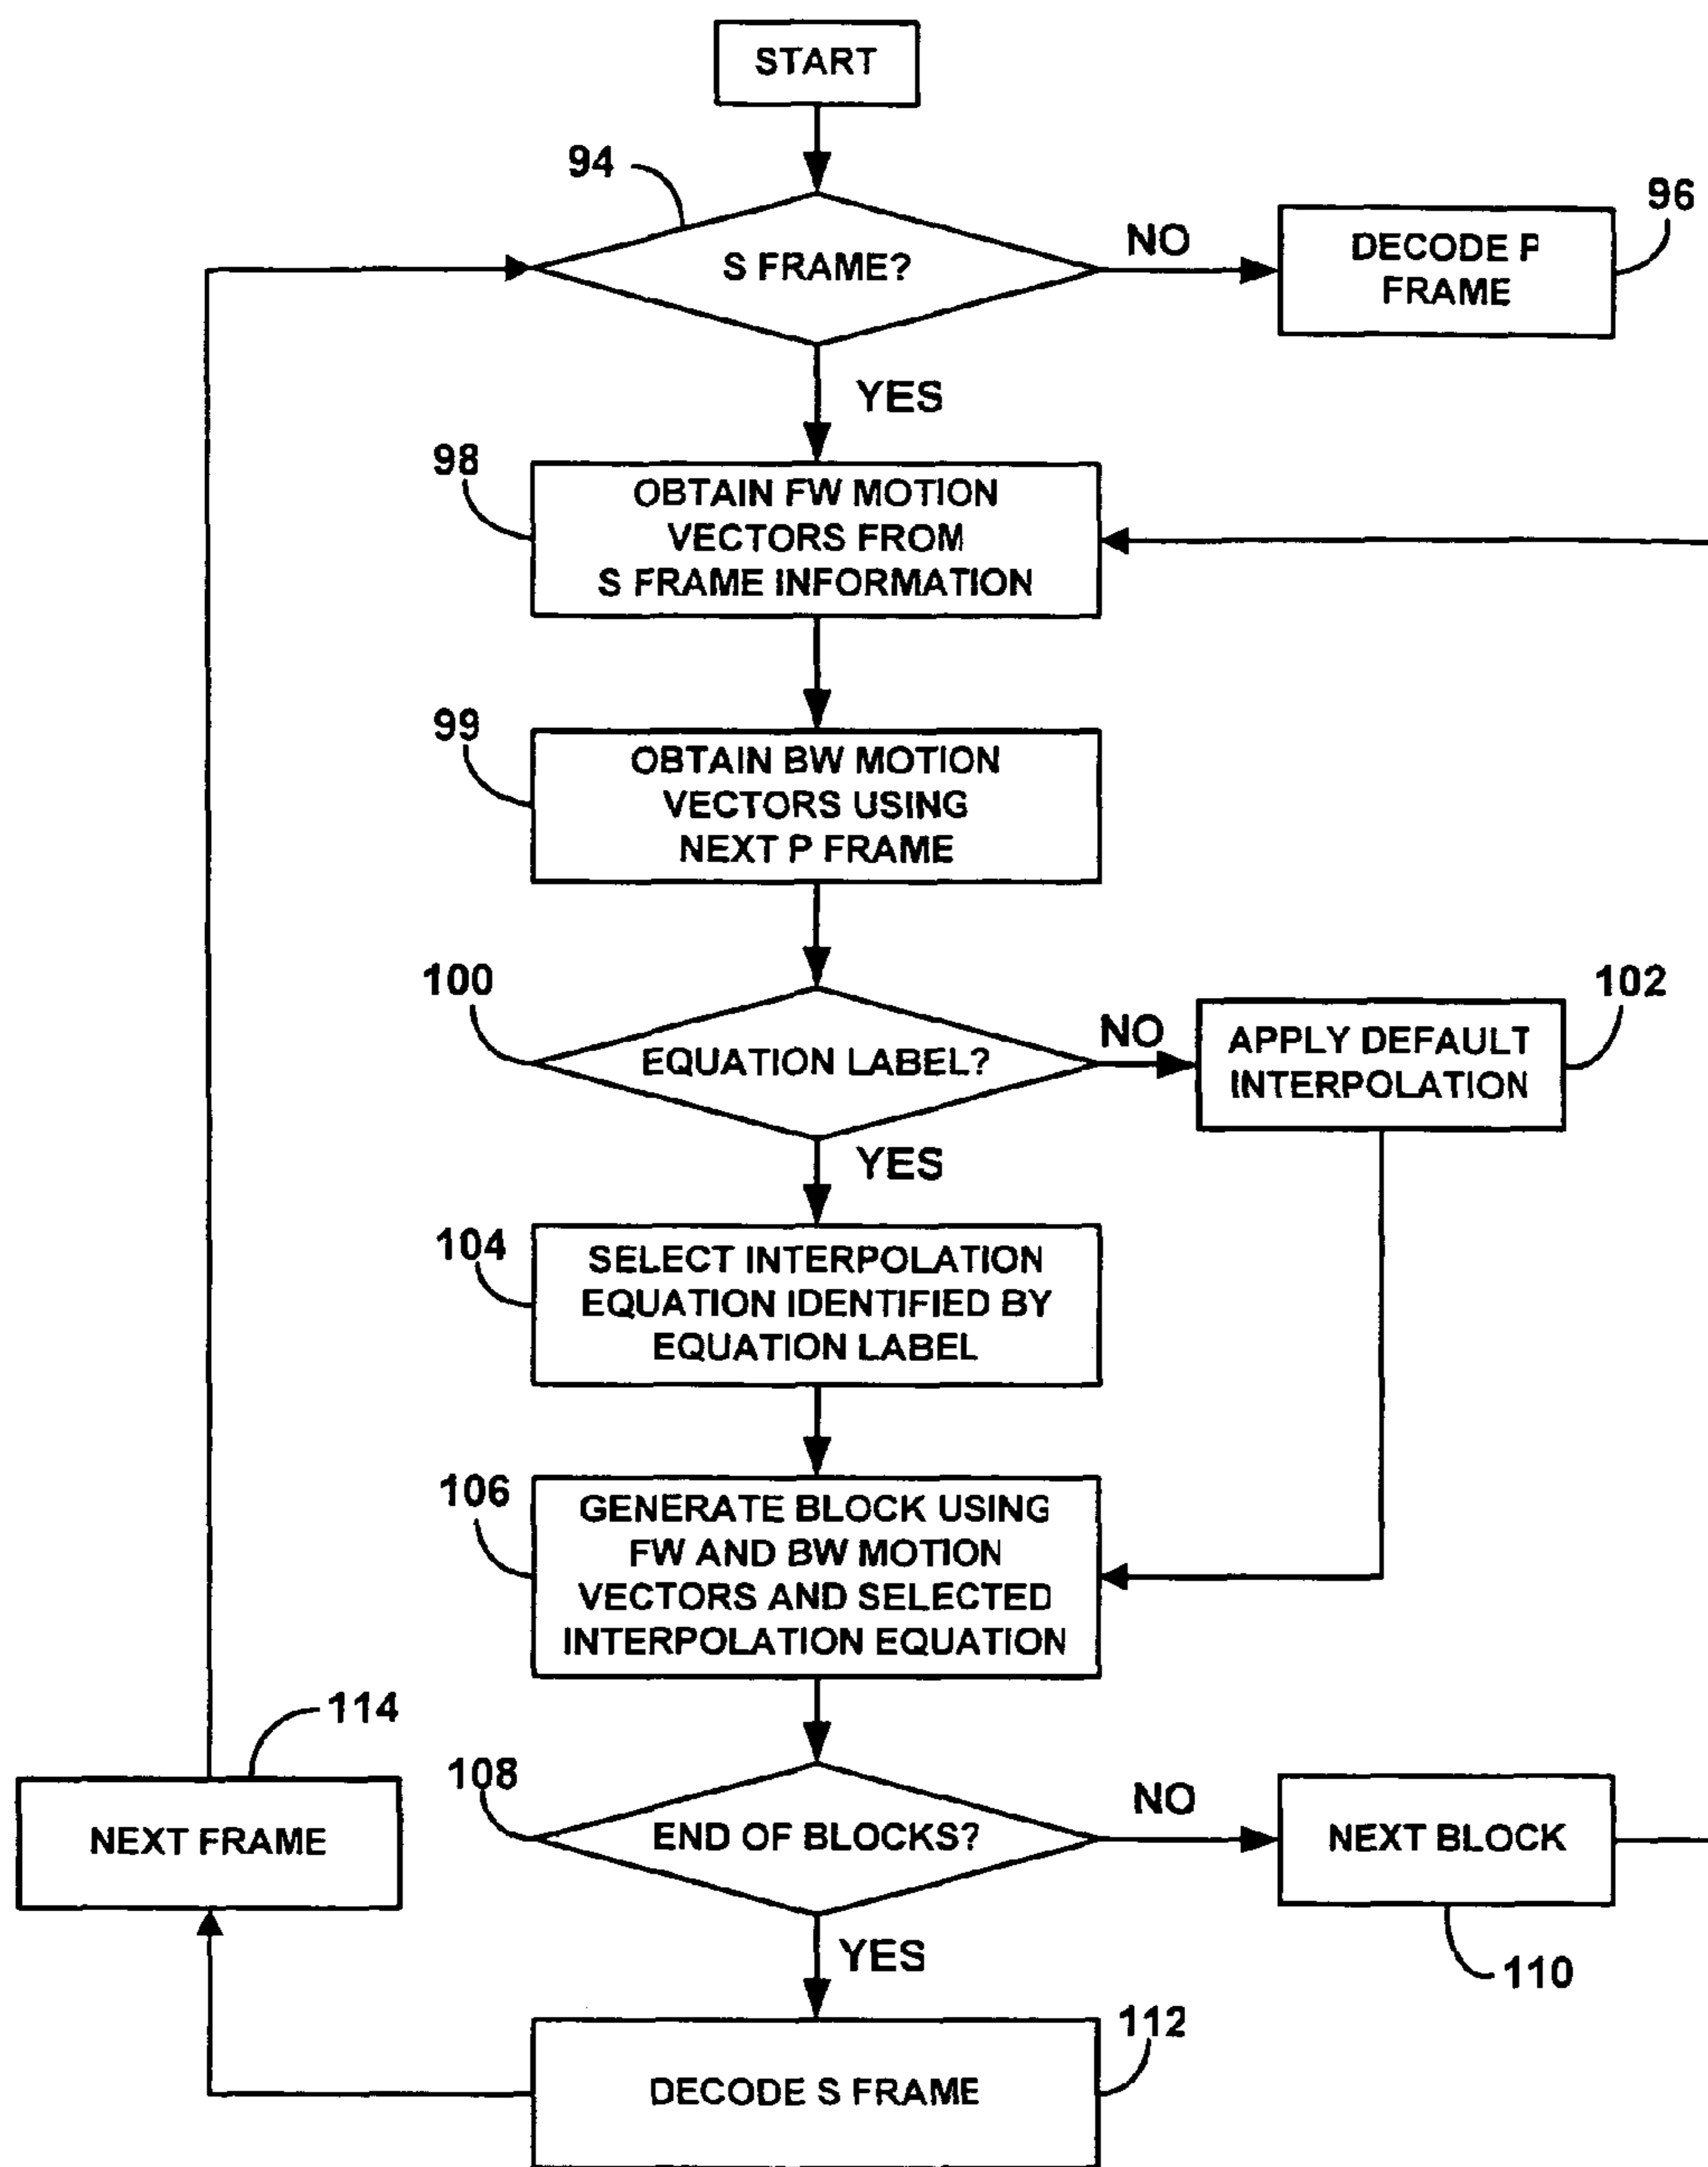 START
94
S FRAME?
NO
96
DECODE P
FRAME
YES
98
OBTAIN FW MOTION
VECTORS FROM
S FRAME INFORMATION
99
OBTAIN BW MOTION
VECTORS USING
NEXT P FRAME
100
EQUATION LABEL?
NO
102
APPLY DEFAULT
INTERPOLATION
YES
104
SELECT INTERPOLATION
EQUATION IDENTIFIED BY
EQUATION LABEL
106
GENERATE BLOCK USING
FW AND BW MOTION
VECTORS AND SELECTED
INTERPOLATION EQUATION
114
NEXT FRAME
108
END OF BLOCKS?
NO
NEXT BLOCK
110
YES
112
DECODE S FRAME